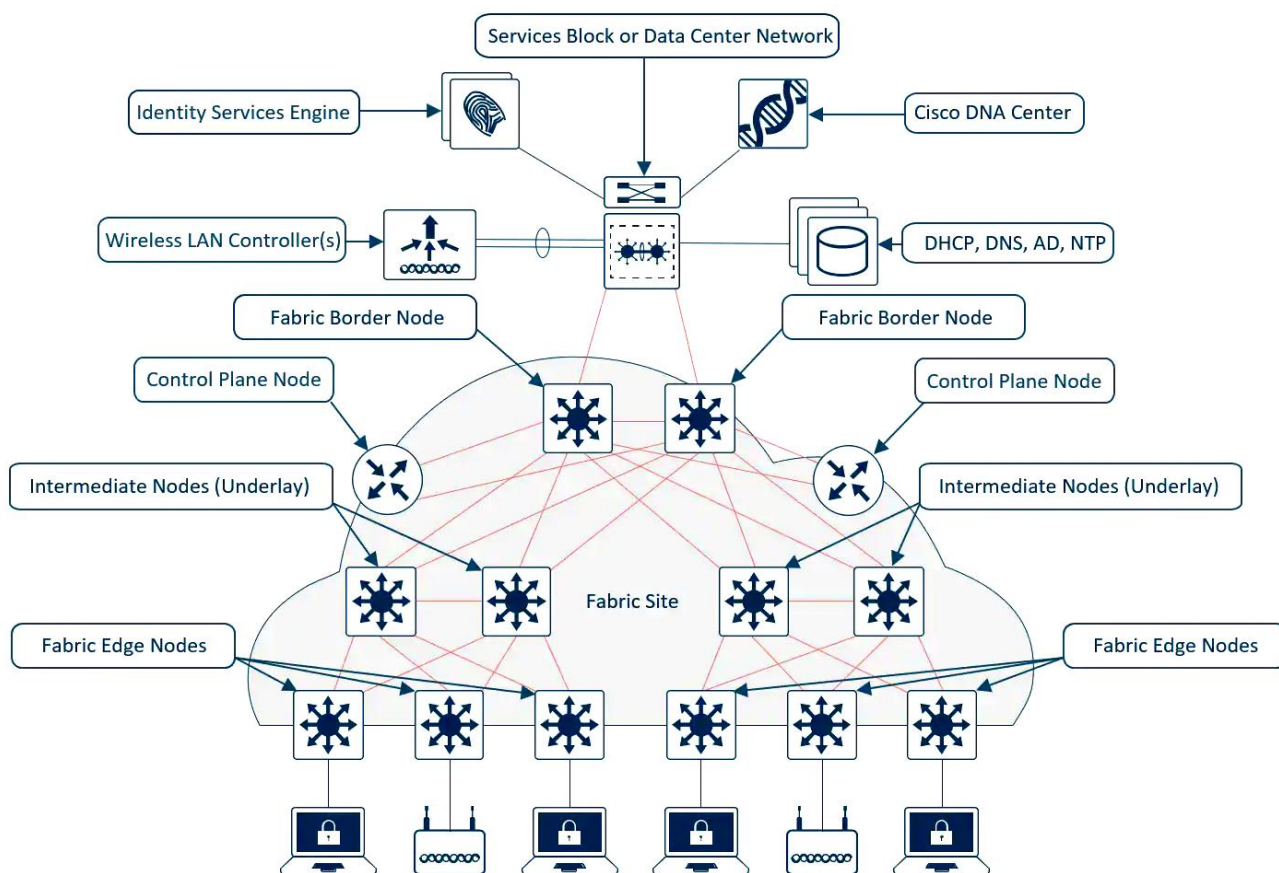 Services Block or Data Center Network
Identity Services Engine
Cisco DNA Center
Wireless LAN Controller(s)
DHCP, DNS, AD, NTP
Fabric Border Node
Fabric Border Node
Control Plane Node
Control Plane Node
Intermediate Nodes (Underlay)
Intermediate Nodes (Underlay)
Fabric Site
Fabric Edge Nodes
Fabric Edge Nodes